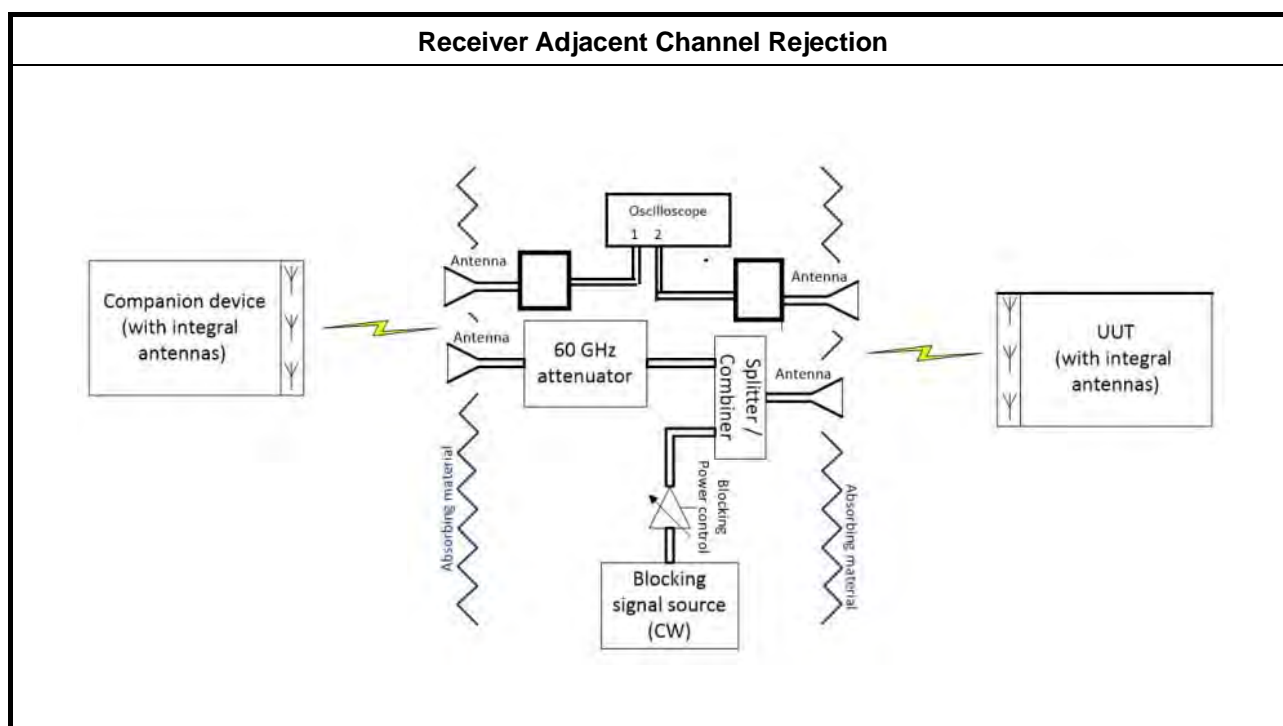 Receiver Adjacent Channel Rejection
Oscilloscope
1 2
Antenna
Antenna
Companion device
(with integral
antennas)
Antenna
60 GHz
attenuator
Splitter /
Combiner
Antenna
UUT
(with integral
antennas)
Absorbing material
Blocking
Power control
Absorbing material
Blocking
signal source
(CW)